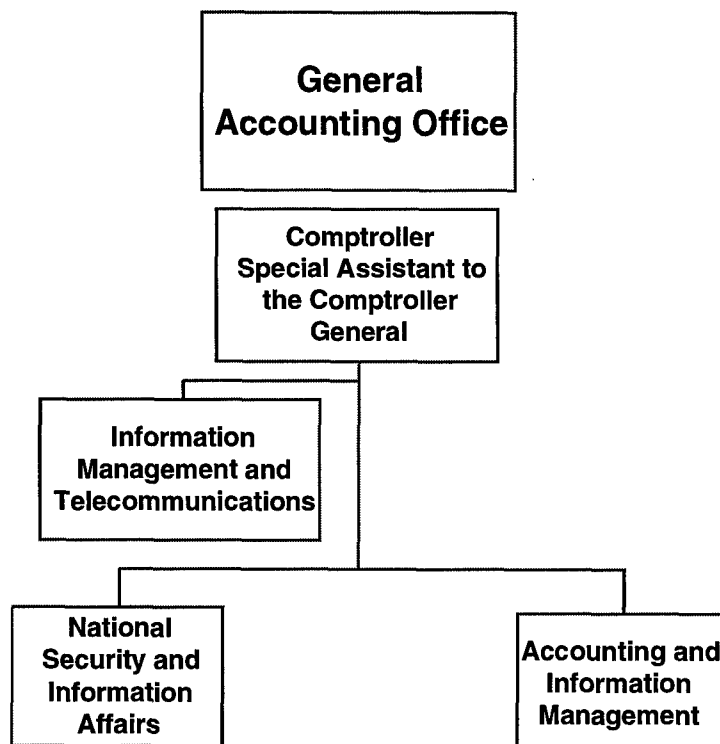 General
Accounting Office
Comptroller
Special Assistant to
the Comptroller
General
Information
Management and
Telecommunications
National
Security and
Information
Affairs
Accounting and
Information
Management